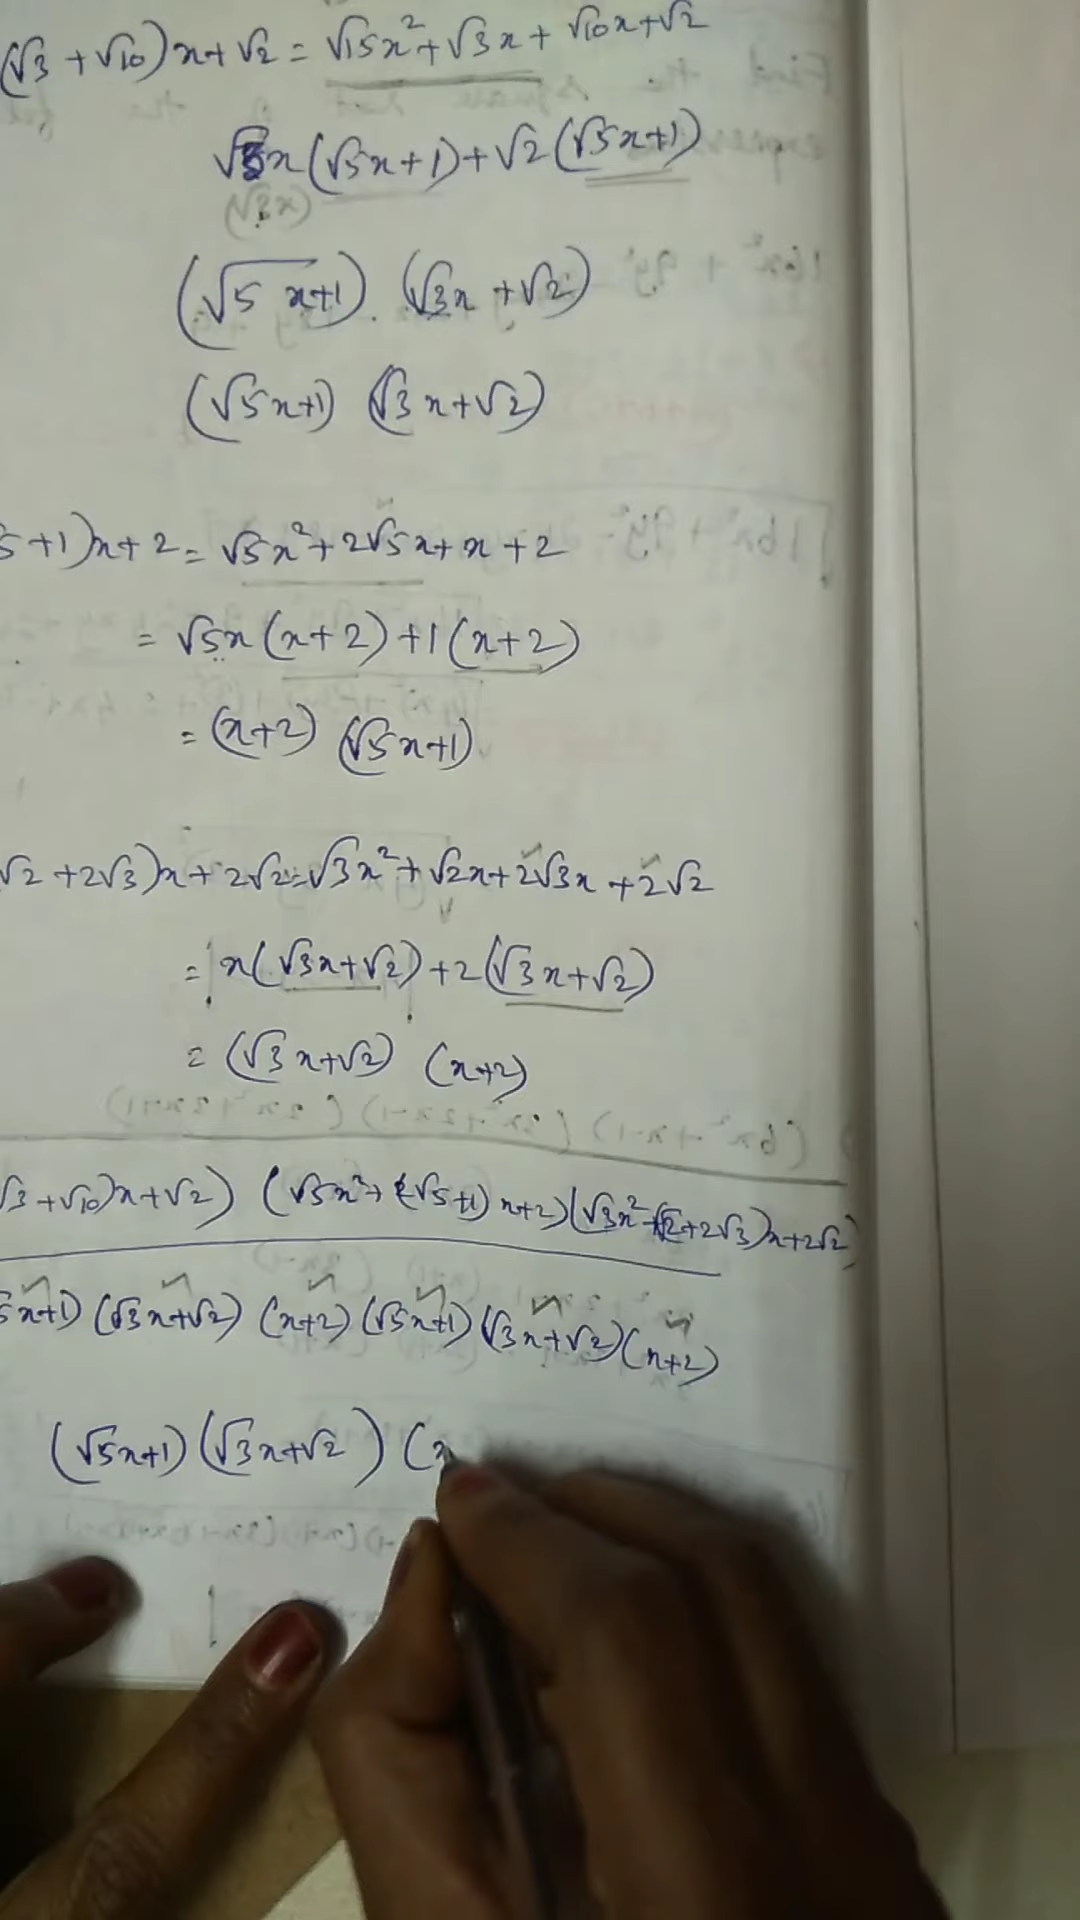 (√3 + √10)x + √2 = √15x² + √3x + √10x + √2
√3x (√5x+1) + √2 (√5x+1)
(√5 x+1) . (√3x + √2)
(√5x+1) (√3x+√2)
5+1)x + 2 = √5x² + 2√5x + x + 2
= √5x (x+2) + 1 (x+2)
= (x+2) (√5x+1)
√2 + 2√3)x + 2√2 = √3x² + √2x + 2√3x + 2√2
= x(√3x+√2) + 2 (√3x+√2)
= (√3x+√2) (x+2)
√3 + √10)x + √2) (√5x² + (2√5+1) x+2) (√3x² + (√2+2√3)x+2√2)
5x+1) (√3x+√2) (x+2) (√5x+1) (√3x+√2) (x+2)
(√5x+1) (√3x+√2) (x